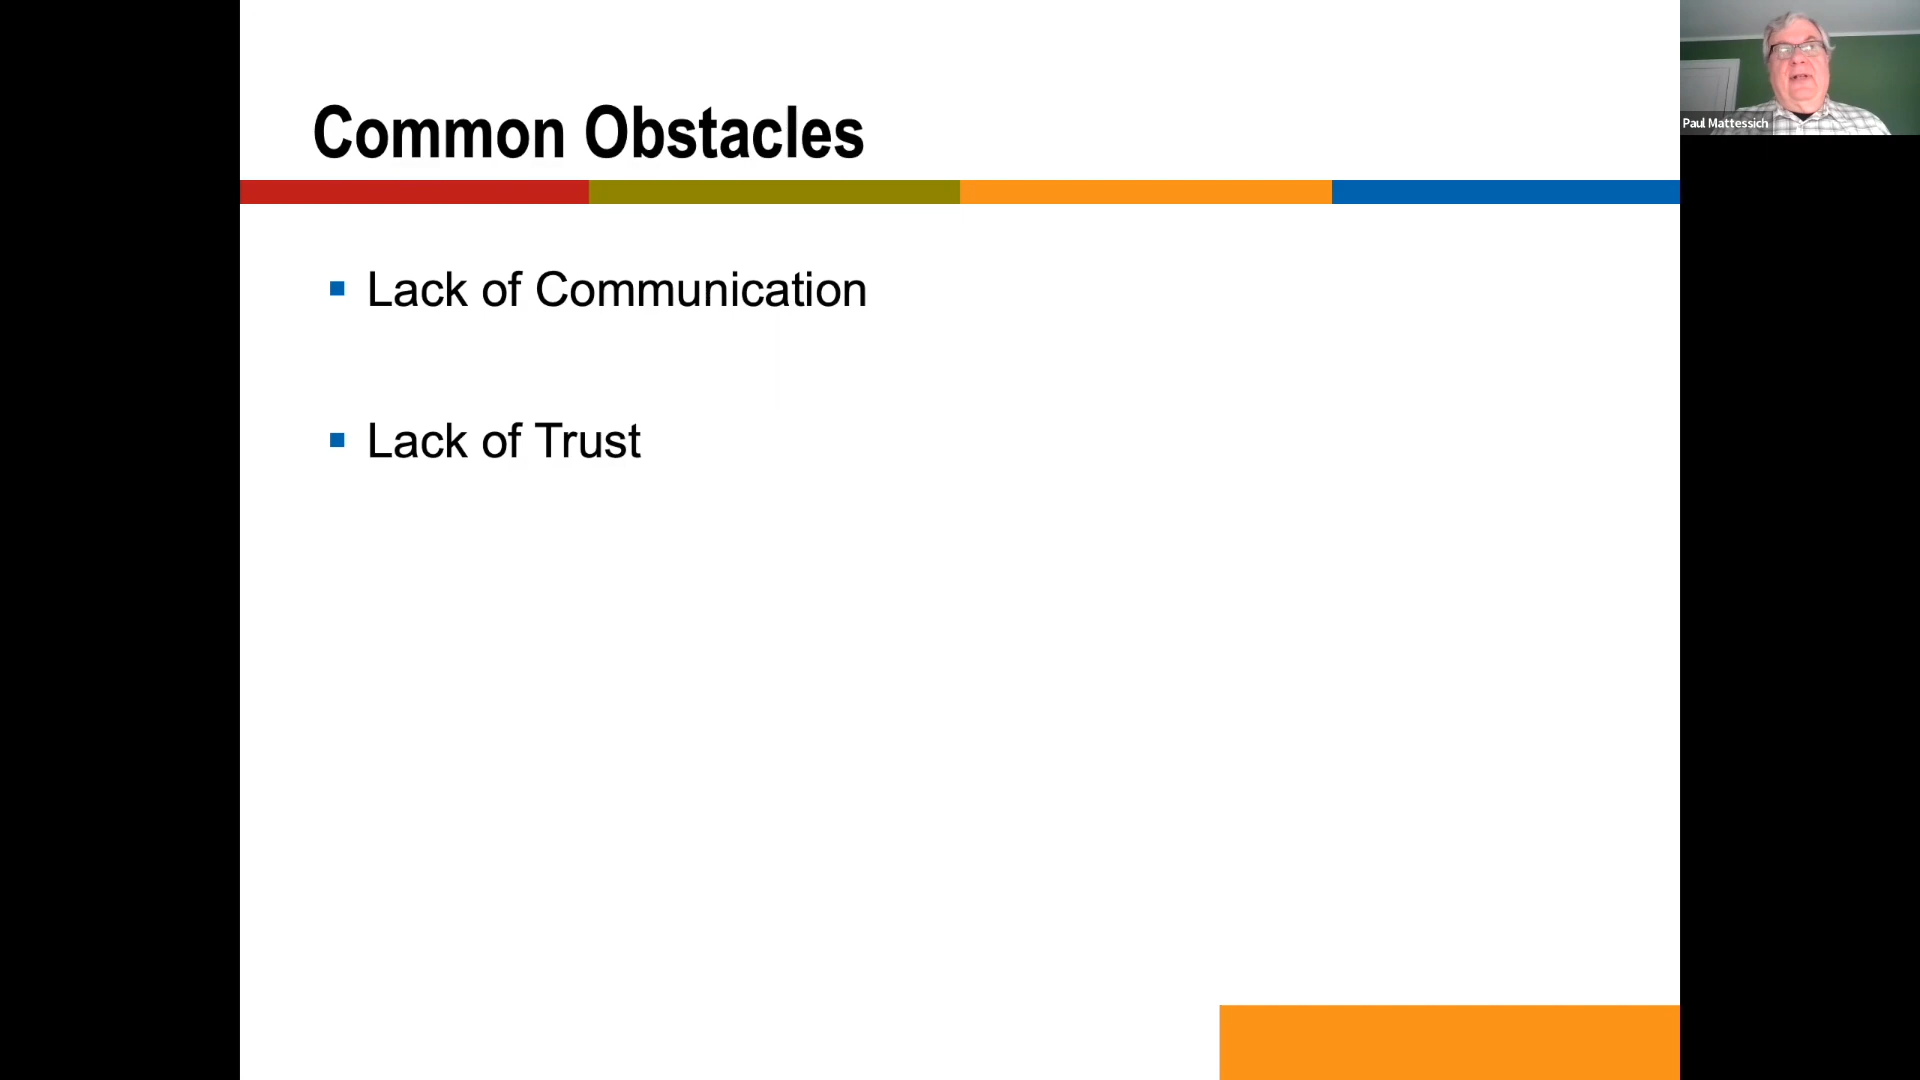 Common Obstacles
Lack of Communication
Lack of Trust
Paul Mattessich